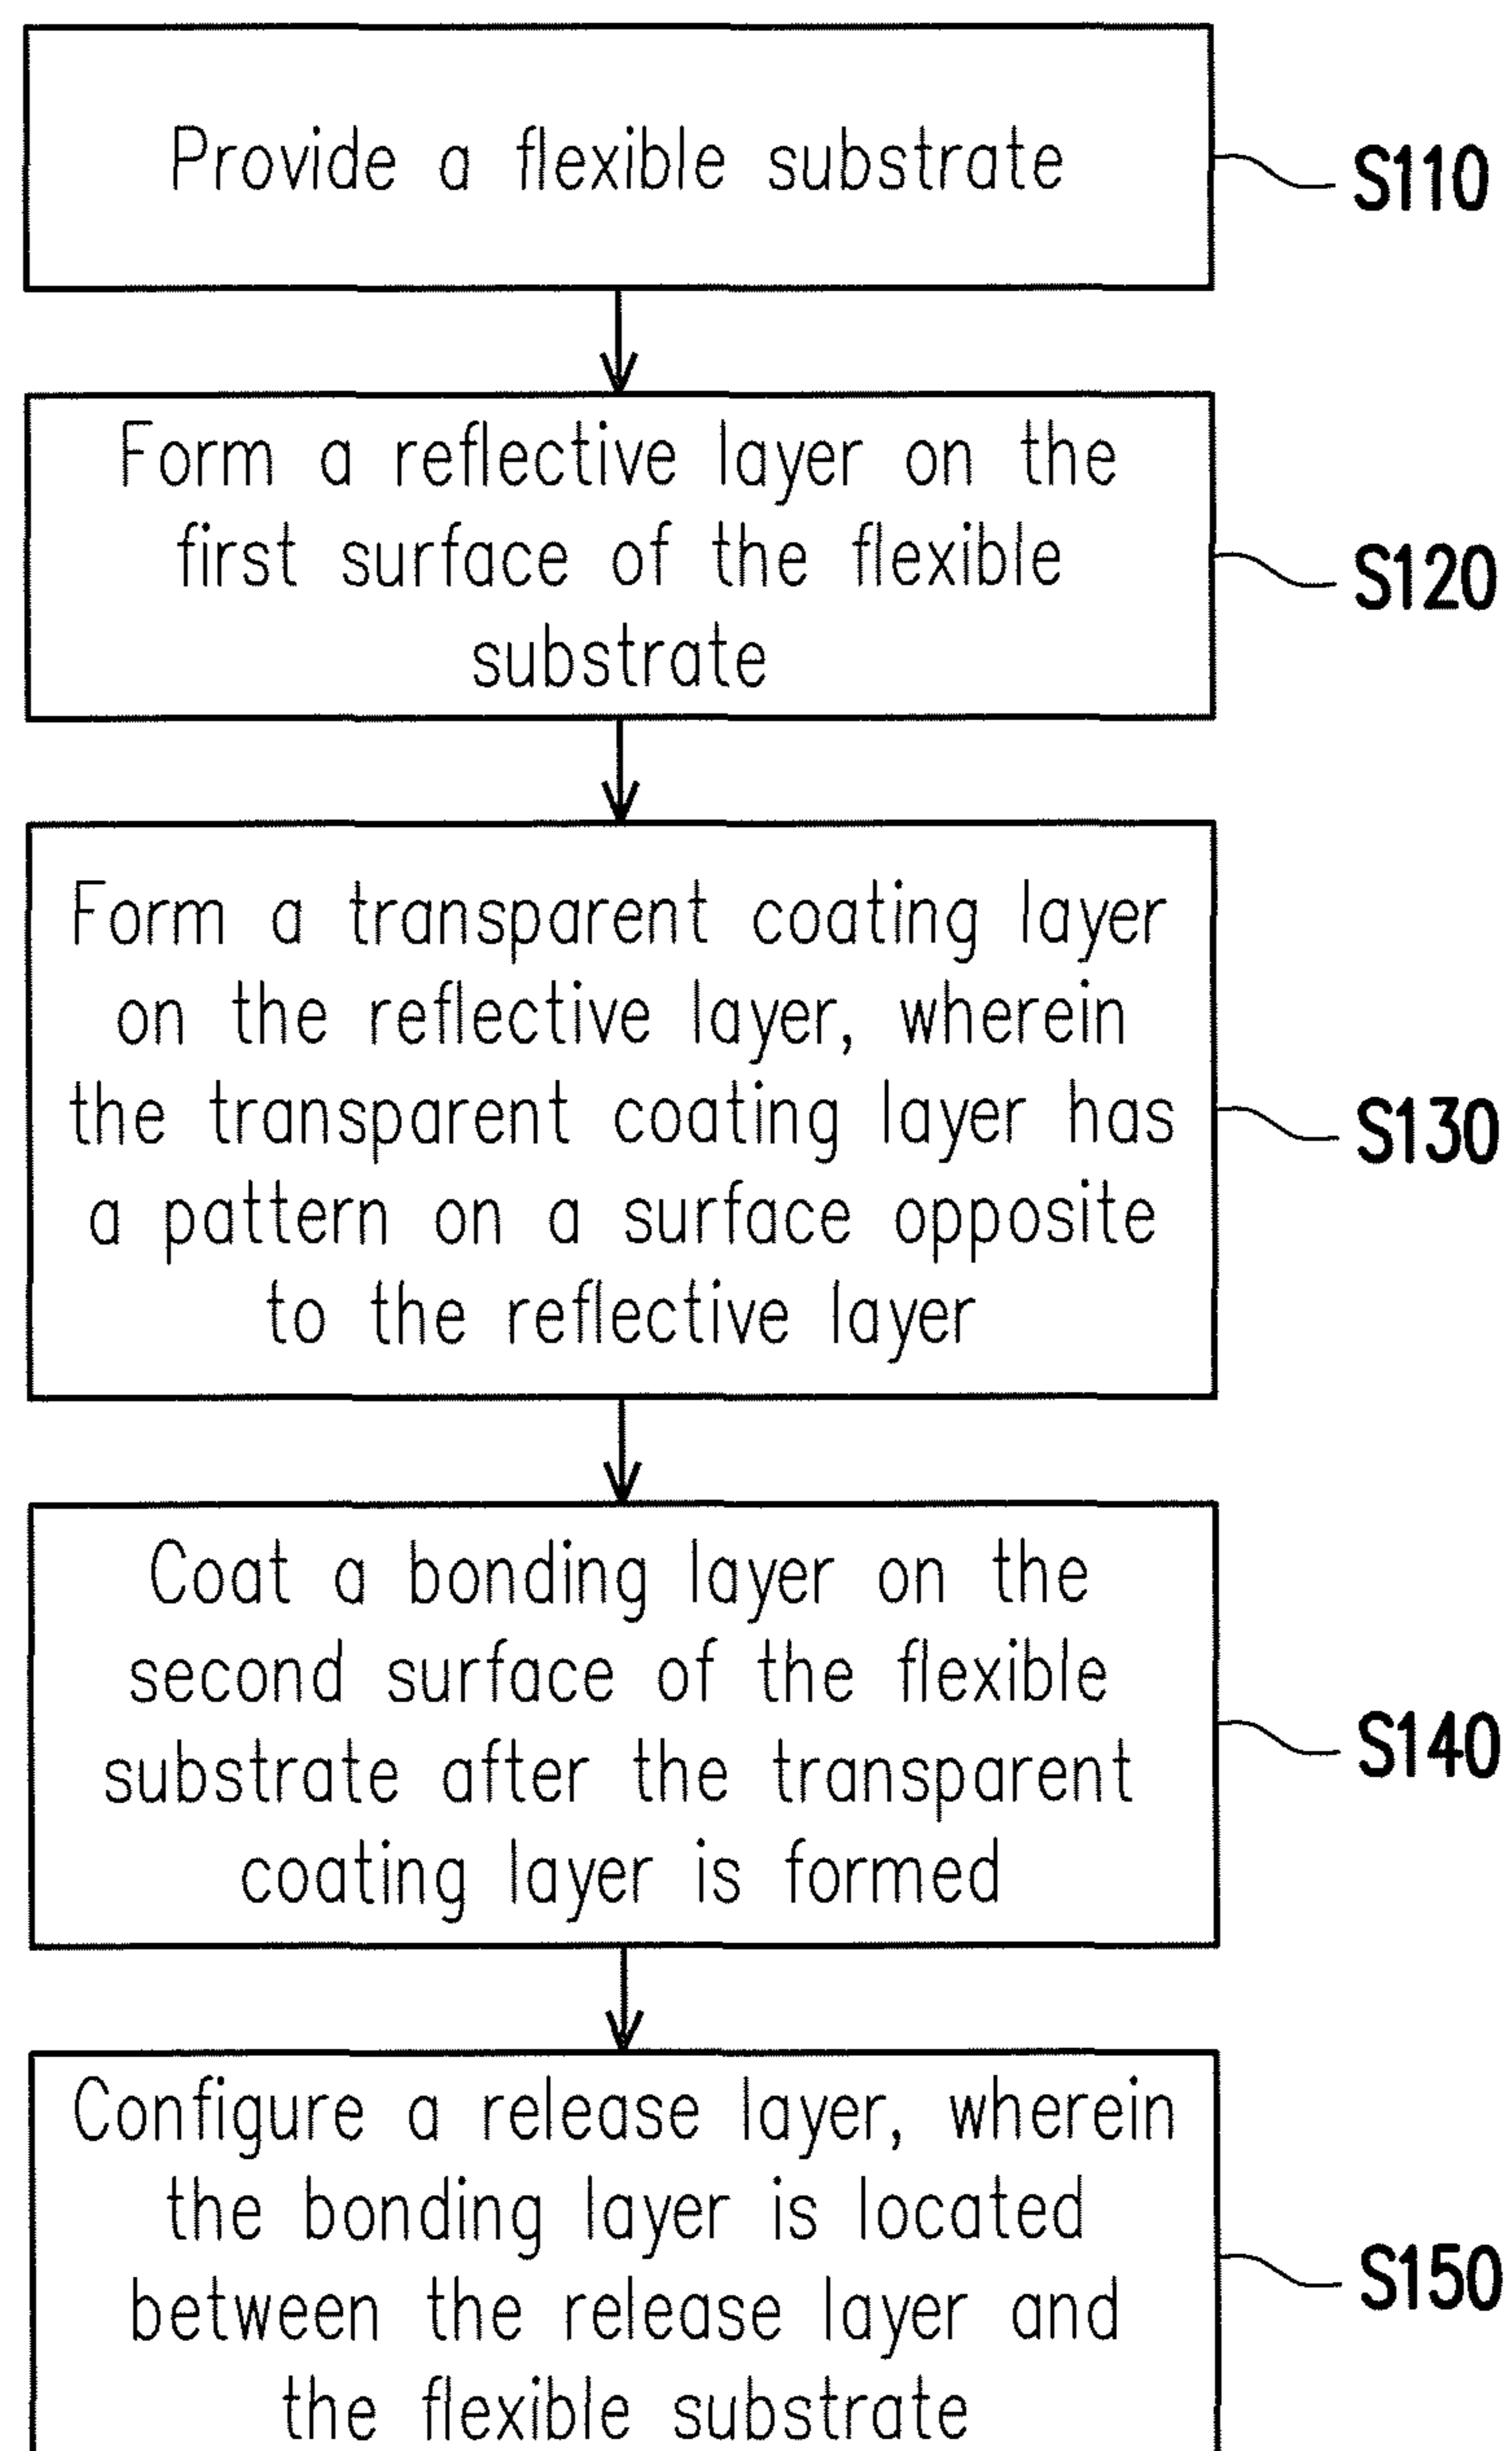 Provide a flexible substrate
S110
Form a reflective layer on the
first surface of the flexible
substrate
S120
Form a transparent coating layer
on the reflective layer, wherein
the transparent coating layer has
a pattern on a surface opposite
to the reflective layer
S130
Coat a bonding layer on the
second surface of the flexible
substrate after the transparent
coating layer is formed
S140
Configure a release layer, wherein
the bonding layer is located
between the release layer and
the flexible substrate
S150